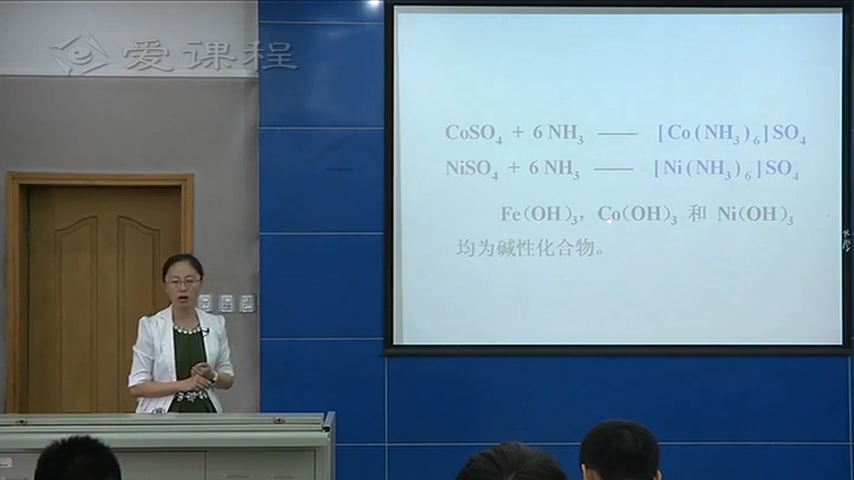 爱课程
CoSO₄ + 6 NH₃ —— [Co(NH₃)₆]SO₄
NiSO₄ + 6 NH₃ —— [Ni(NH₃)₆]SO₄
Fe(OH)₃, Co(OH)₃ 和 Ni(OH)₃
均为碱性化合物。